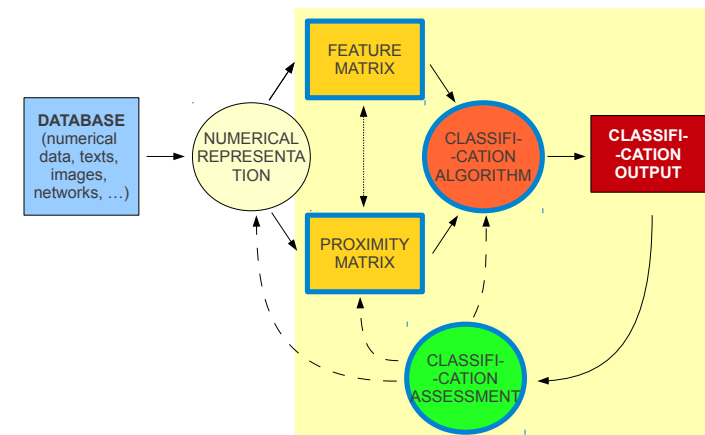 DATABASE
(numerical
data, texts,
images,
networks, …)
NUMERICAL
REPRESENTA
TION
FEATURE
MATRIX
PROXIMITY
MATRIX
CLASSIFI-
-CATION
ALGORITHM
CLASSIFI-
-CATION
OUTPUT
CLASSIFI-
-CATION
ASSESSMENT